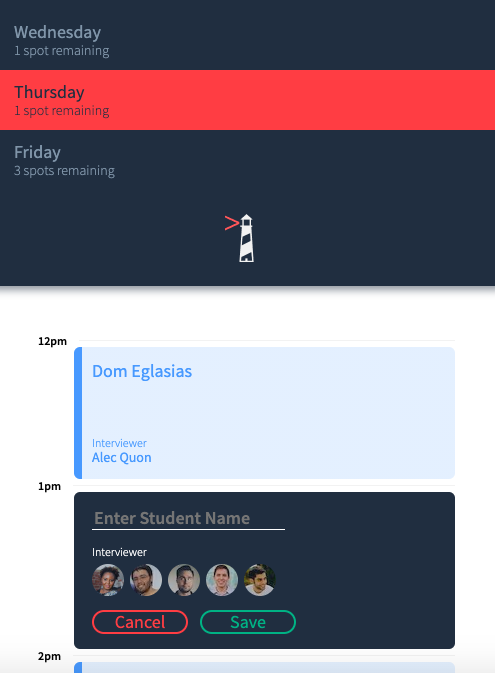 Wednesday
1 spot remaining
Thursday
1 spot remaining
Friday
3 spots remaining
12pm
Dom Eglasias
Interviewer
Alec Quon
1pm
Enter Student Name
Interviewer
Cancel Save
2pm